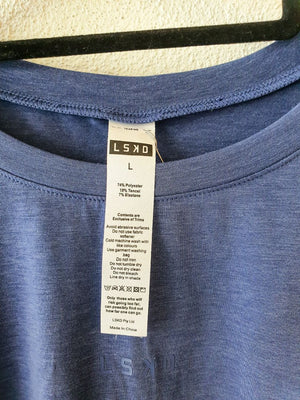 LSKD
L
74% Polyester
19% Tencel
7% Elastane
Contents are
Exclusive of Trims
Avoid abrasive surfaces
Do not use fabric
softener
Cold machine wash with
like colours
Use garment washing
bag
Do not iron
Do not tumble dry
Do not dry clean
Do not bleach
Line dry in shade
Only those who will
risk going too far
can possibly find out
how far one can go
LSKD Pty Ltd
Made in China